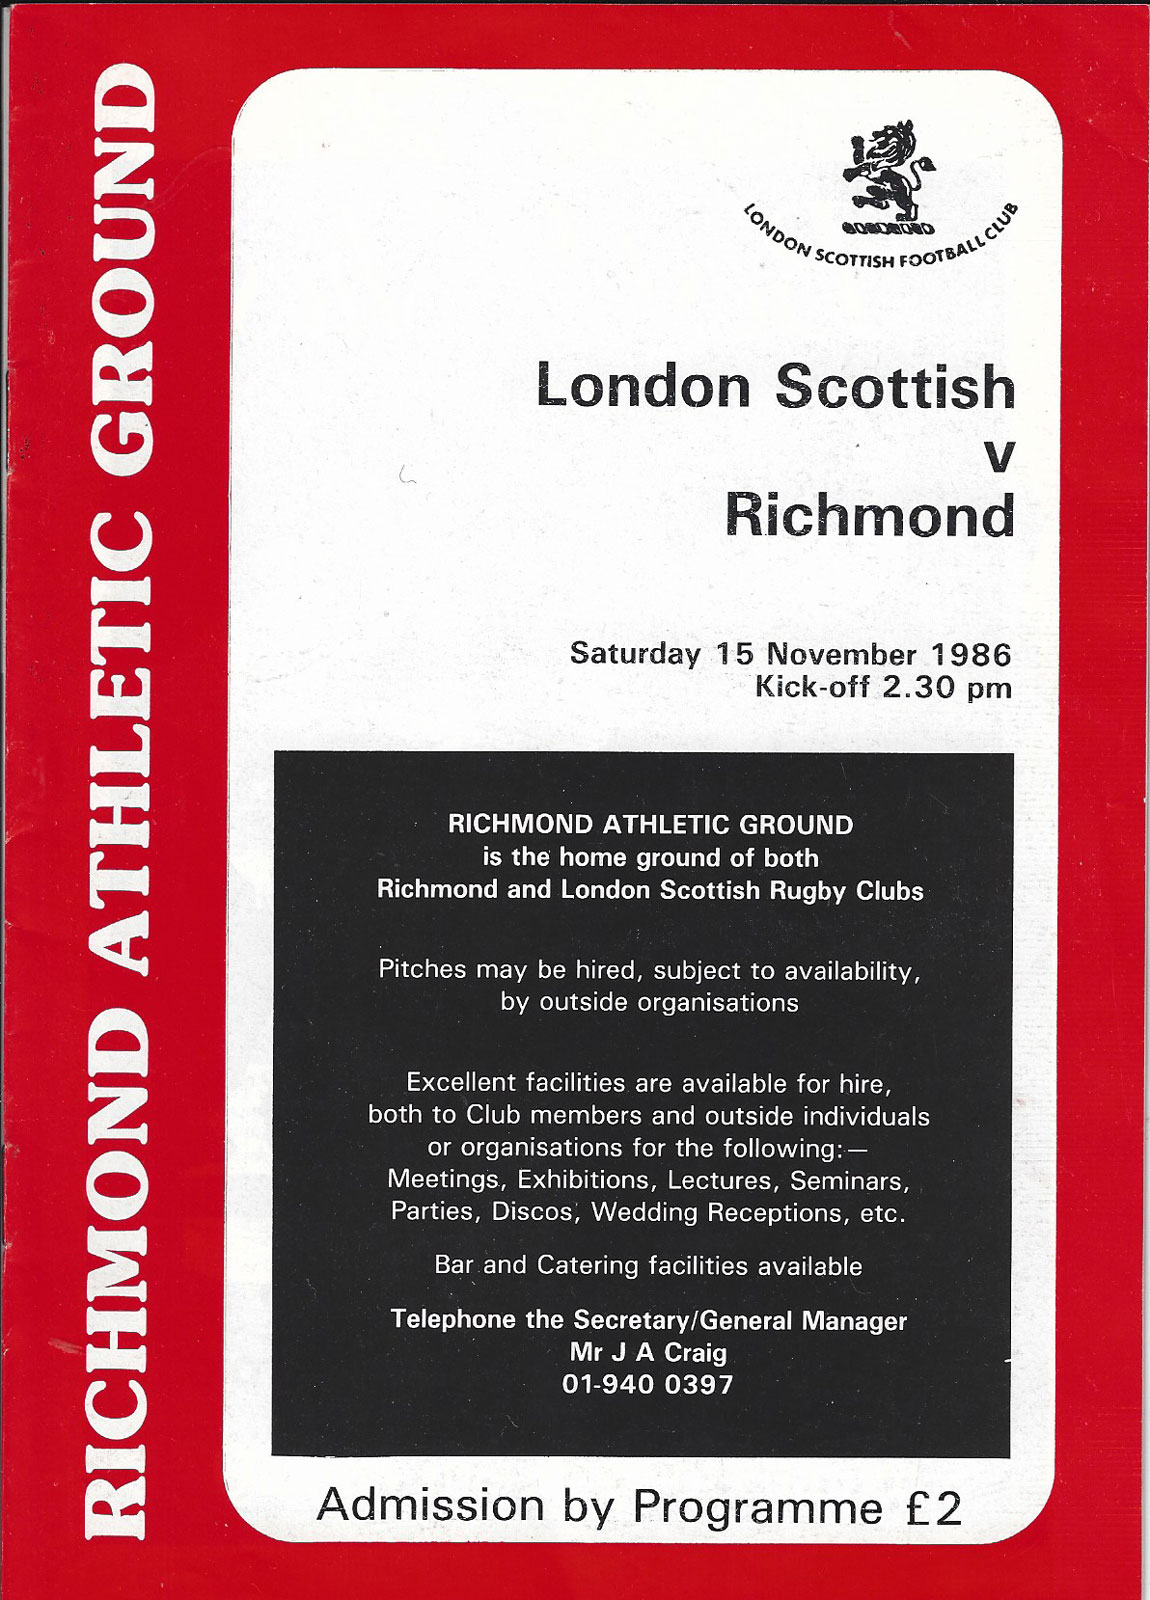 RICHMOND ATHLETIC GROUND
LONDON SCOTTISH FOOTBALL CLUB
London Scottish
v
Richmond
Saturday 15 November 1986
Kick-off 2.30 pm
RICHMOND ATHLETIC GROUND
is the home ground of both
Richmond and London Scottish Rugby Clubs
Pitches may be hired, subject to availability,
by outside organisations
Excellent facilities are available for hire,
both to Club members and outside individuals
or organisations for the following:—
Meetings, Exhibitions, Lectures, Seminars,
Parties, Discos, Wedding Receptions, etc.
Bar and Catering facilities available
Telephone the Secretary/General Manager
Mr J A Craig
01-940 0397
Admission by Programme £2